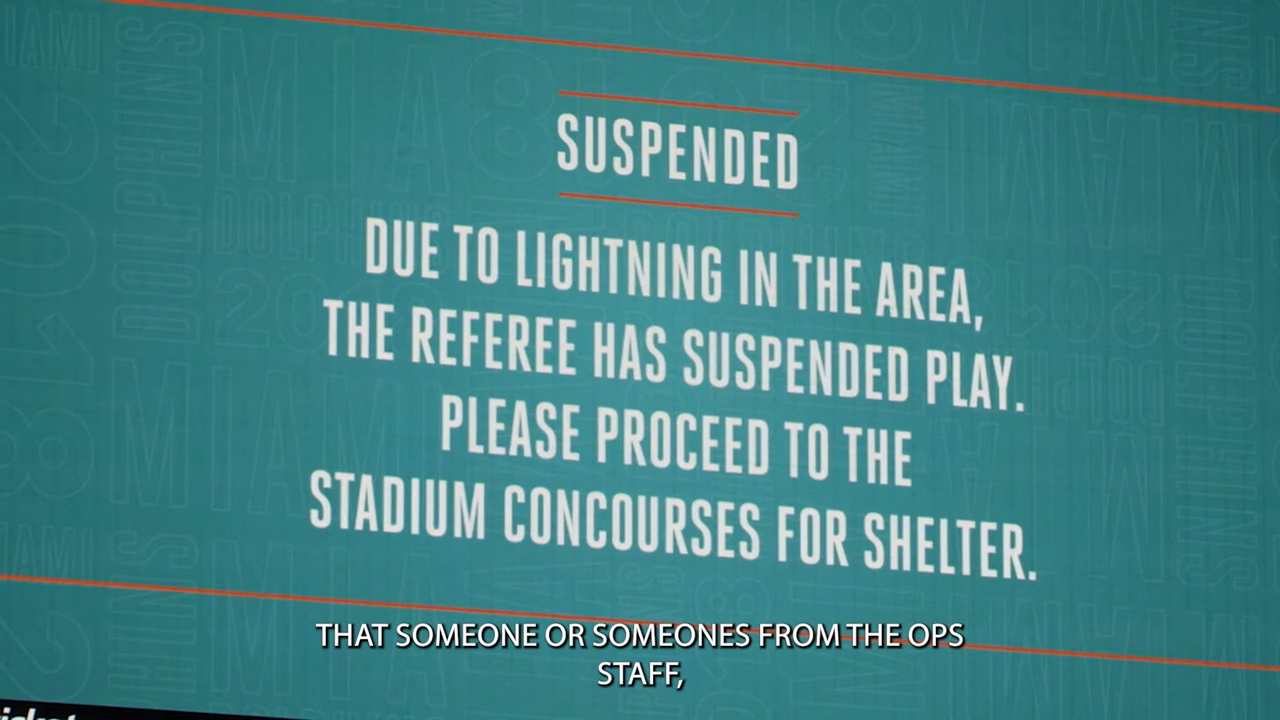 SUSPENDED
DUE TO LIGHTNING IN THE AREA,
THE REFEREE HAS SUSPENDED PLAY.
PLEASE PROCEED TO THE
STADIUM CONCOURSES FOR SHELTER.
THAT SOMEONE OR SOMEONES FROM THE OPS
STAFF,